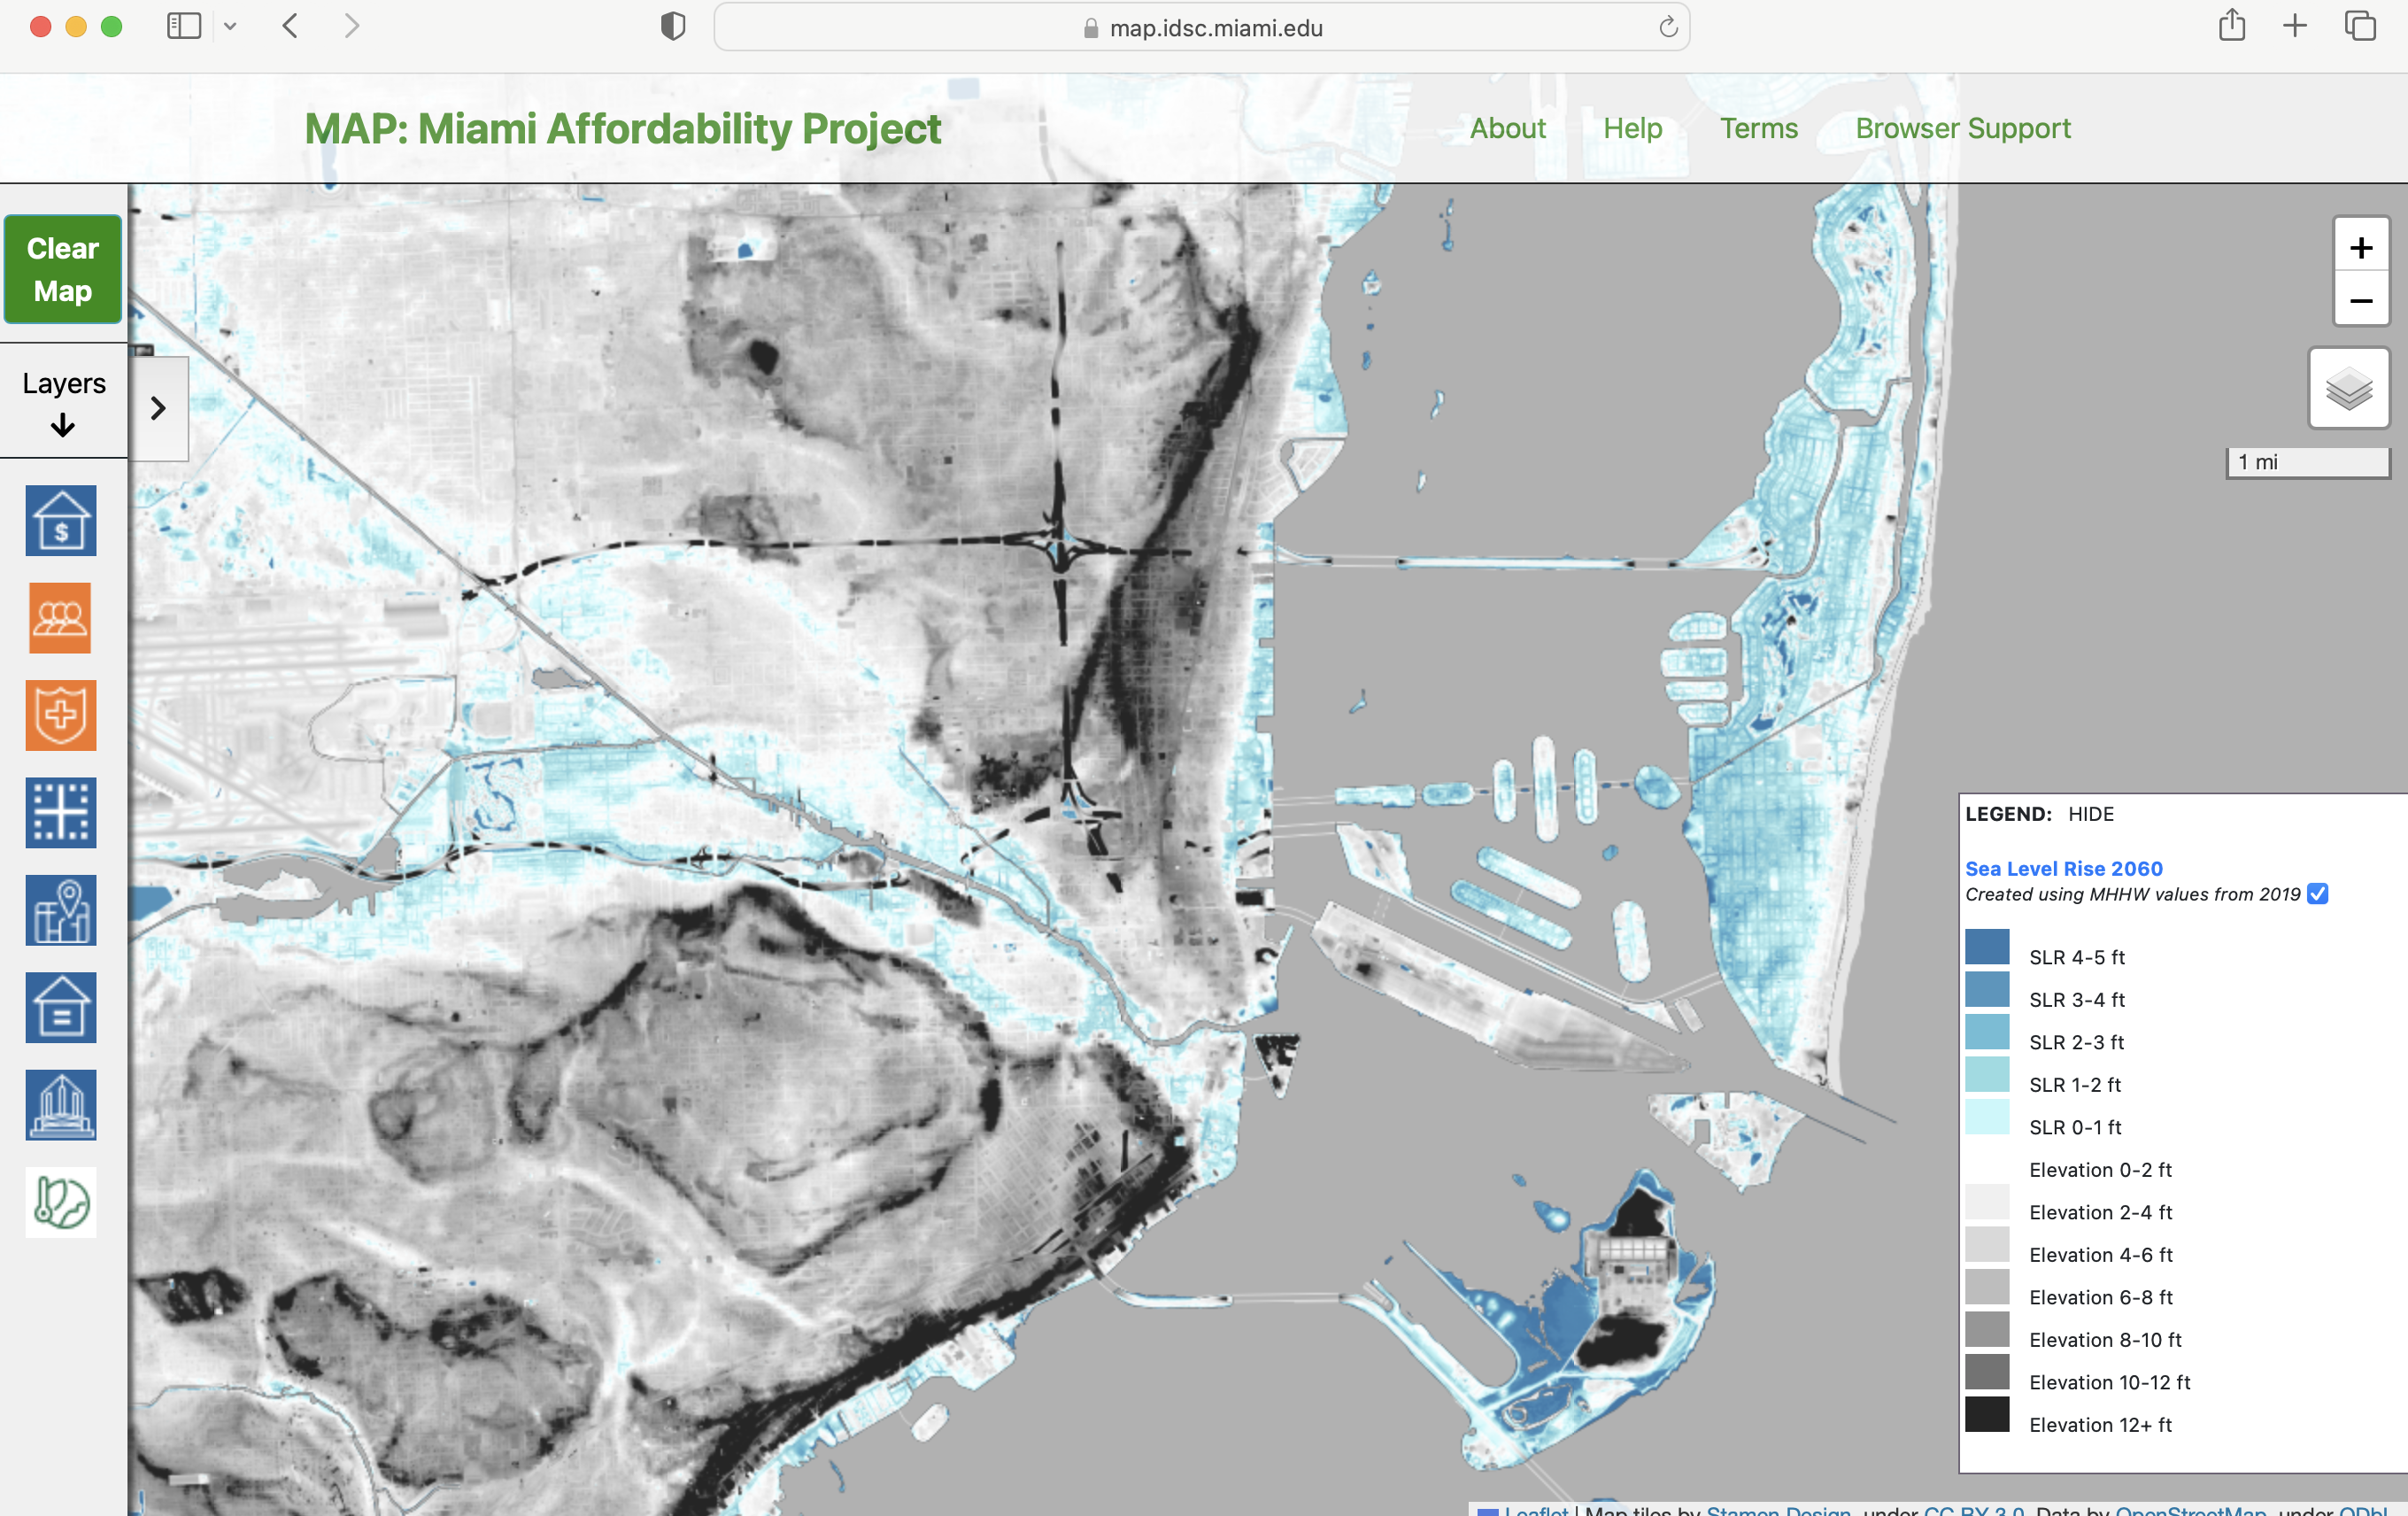 map.idsc.miami.edu
MAP: Miami Affordability Project
About Help Terms Browser Support
Clear
Map
Layers
$
+
−
1 mi
LEGEND: HIDE
Sea Level Rise 2060
Created using MHHW values from 2019
SLR 4-5 ft
SLR 3-4 ft
SLR 2-3 ft
SLR 1-2 ft
SLR 0-1 ft
Elevation 0-2 ft
Elevation 2-4 ft
Elevation 4-6 ft
Elevation 6-8 ft
Elevation 8-10 ft
Elevation 10-12 ft
Elevation 12+ ft
Leaflet | Map tiles by Stamen Design, under CC BY 3.0. Data by OpenStreetMap, under ODbL